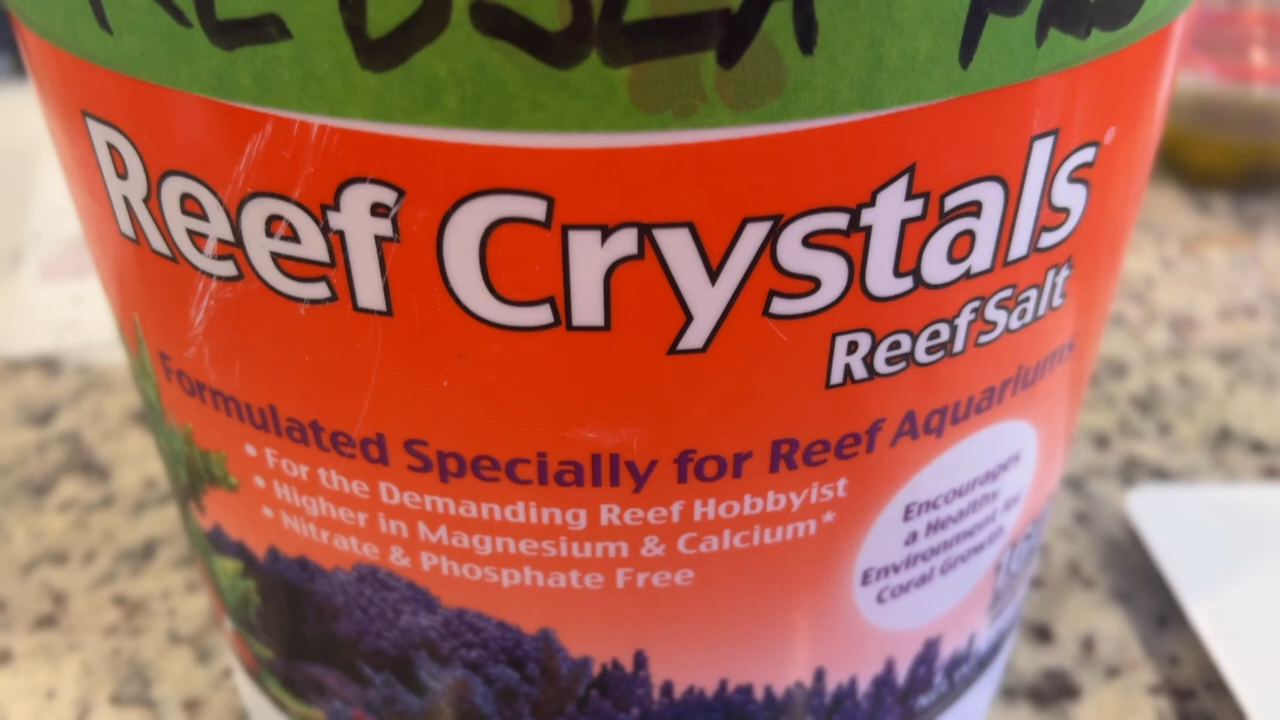 REDSEA
Reef Crystals®
Reef Salt
Formulated Specially for Reef Aquariums
• For the Demanding Reef Hobbyist
• Higher in Magnesium & Calcium*
• Nitrate & Phosphate Free
Encourages
a Healthy
Environment for
Coral Growth